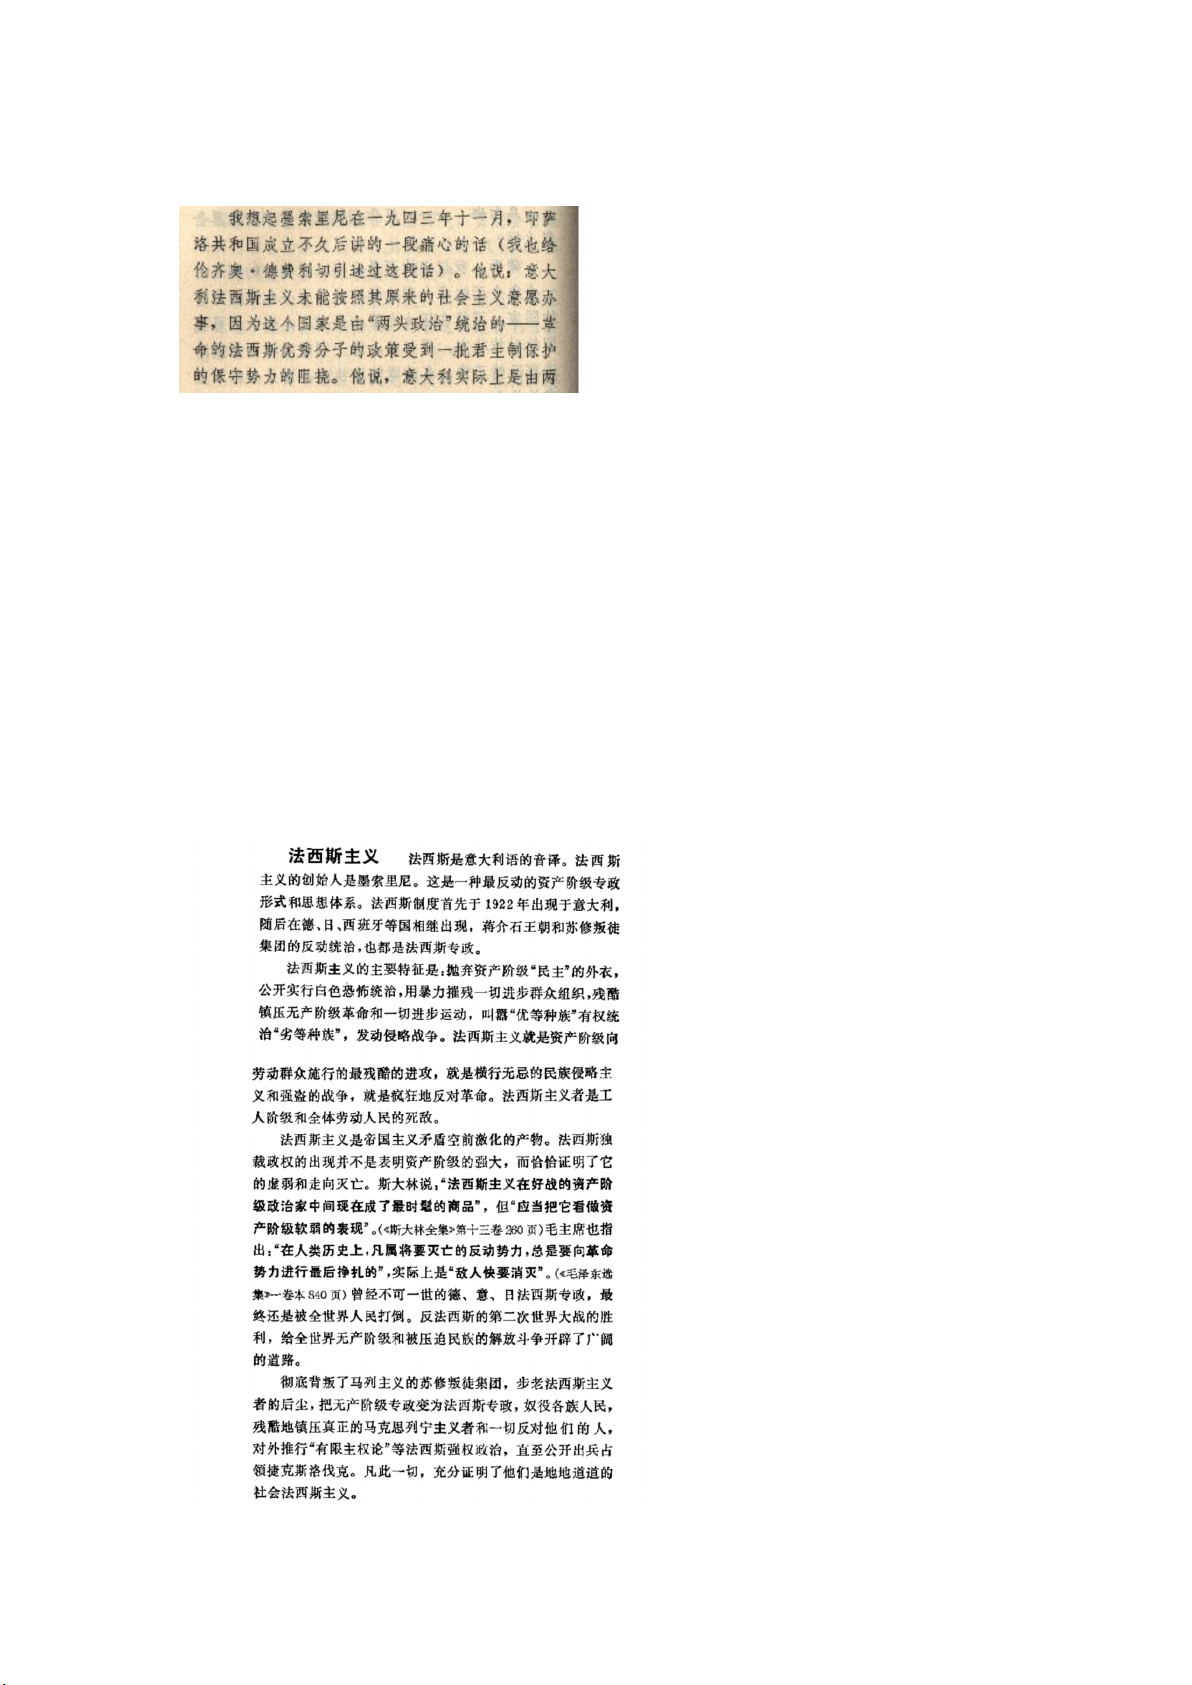 我想起墨索里尼在一九四三年十一月，即萨
洛共和国成立不久后讲的一段痛心的话（我也给
伦齐奥·德费利切引述过这段话）。他说：意大
利法西斯主义未能按照其原来的社会主义意愿办
事，因为这个国家是由“两头政治”统治的——革
命的法西斯优秀分子的政策受到一批君主制保护
的保守势力的阻挠。他说，意大利实际上是由两
法西斯主义 法西斯是意大利语的音译。法西斯
主义的创始人是墨索里尼。这是一种最反动的资产阶级专政
形式和思想体系。法西斯制度首先于1922年出现于意大利，
随后在德、日、西班牙等国相继出现，蒋介石王朝和苏修叛徒
集团的反动统治，也都是法西斯专政。
法西斯主义的主要特征是：抛弃资产阶级“民主”的外衣，
公开实行白色恐怖统治，用暴力摧残一切进步群众组织，残酷
镇压无产阶级革命和一切进步运动，叫嚣“优等种族”有权统
治“劣等种族”，发动侵略战争。法西斯主义就是资产阶级向
劳动群众施行的最残酷的进攻，就是横行无忌的民族侵略主
义和强盗的战争，就是疯狂地反对革命。法西斯主义者是工
人阶级和全体劳动人民的死敌。
法西斯主义是帝国主义矛盾空前激化的产物。法西斯独
裁政权的出现并不是表明资产阶级的强大，而恰恰证明了它
的虚弱和走向灭亡。斯大林说：“法西斯主义在好战的资产阶
级政治家中间现在成了最时髦的商品”，但“应当把它看做资
产阶级软弱的表现”。(《斯大林全集》第十三卷260页)毛主席也指
出：“在人类历史上，凡属将要灭亡的反动势力，总是要向革命
势力进行最后挣扎的”，实际上是“敌人快要消灭”。(《毛泽东选
集》一卷本840页)曾经不可一世的德、意、日法西斯专政，最
终还是被全世界人民打倒。反法西斯的第二次世界大战的胜
利，给全世界无产阶级和被压迫民族的解放斗争开辟了广阔
的道路。
彻底背叛了马列主义的苏修叛徒集团，步老法西斯主义
者的后尘，把无产阶级专政变为法西斯专政，奴役各族人民，
残酷地镇压真正的马克思列宁主义者和一切反对他们的人，
对外推行“有限主权论”等法西斯强权政治，直至公开出兵占
领捷克斯洛伐克。凡此一切，充分证明了他们是地地道道的
社会法西斯主义。